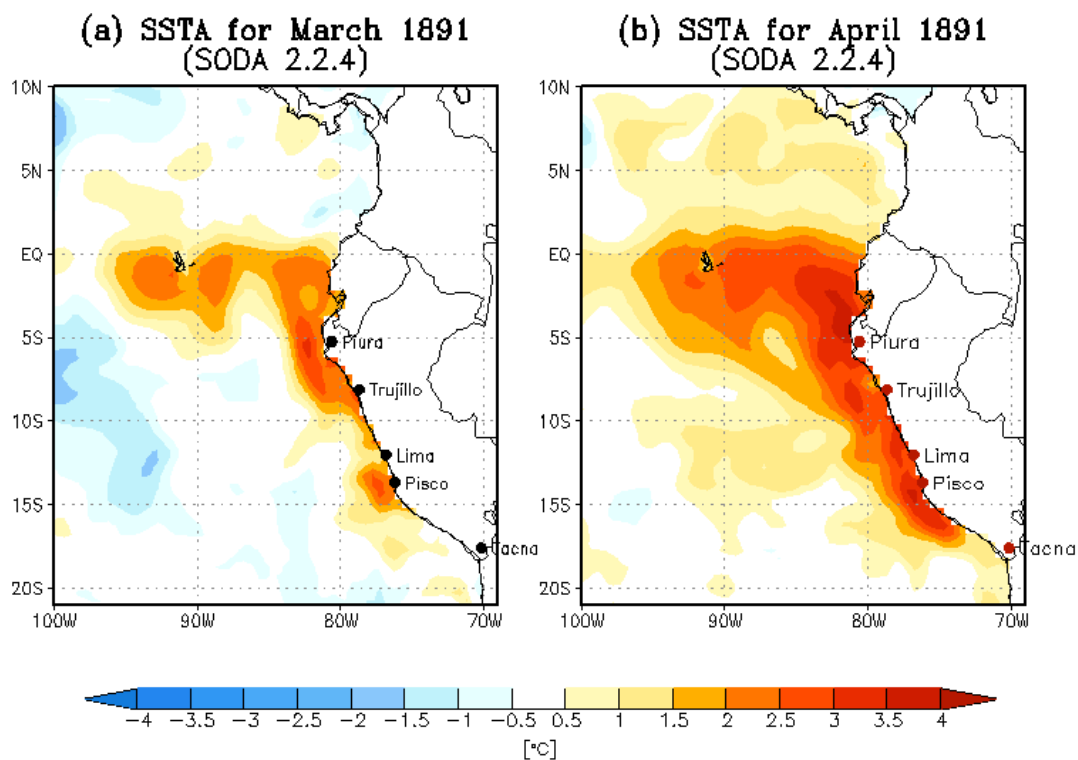 (a) SSTA for March 1891
(SODA 2.2.4)
(b) SSTA for April 1891
(SODA 2.2.4)
10N
5N
EQ
5S
10S
15S
20S
100W 90W 80W 70W
Piura
Trujillo
Lima
Pisco
Tacna
10N
5N
EQ
5S
10S
15S
20S
100W 90W 80W 70W
Piura
Trujillo
Lima
Pisco
Tacna
-4 -3.5 -3 -2.5 -2 -1.5 -1 -0.5 0.5 1 1.5 2 2.5 3 3.5 4
[°C]